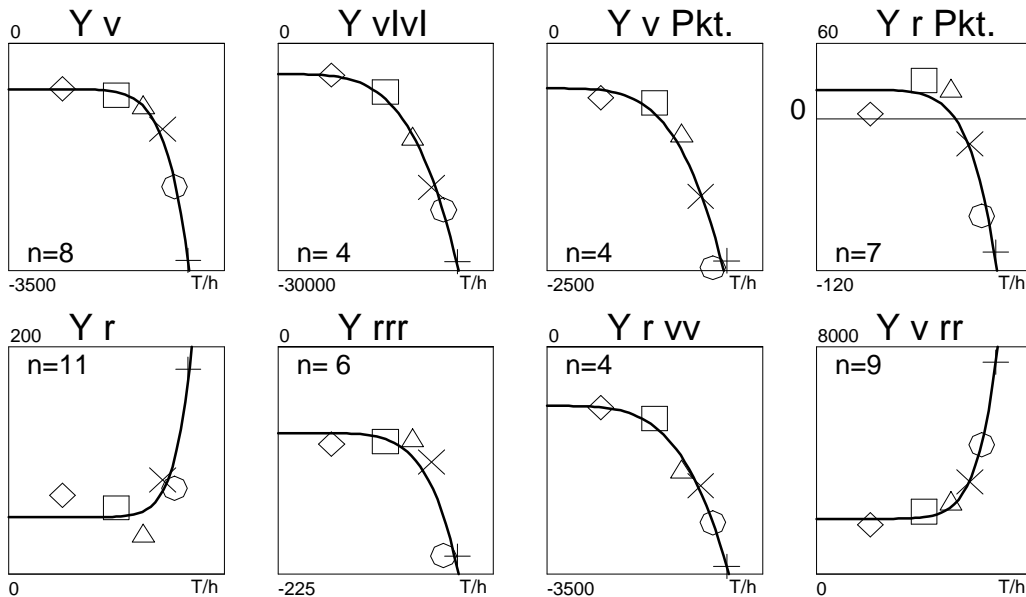 Y v
Y vlvl
Y v Pkt.
Y r Pkt.
0
0
0
60
0
n=8
n= 4
n=4
n=7
-3500
T/h
-30000
T/h
-2500
T/h
-120
T/h
Y r
Y rrr
Y r vv
Y v rr
200
0
0
8000
n=11
n= 6
n=4
n=9
0
T/h
-225
T/h
-3500
T/h
0
T/h